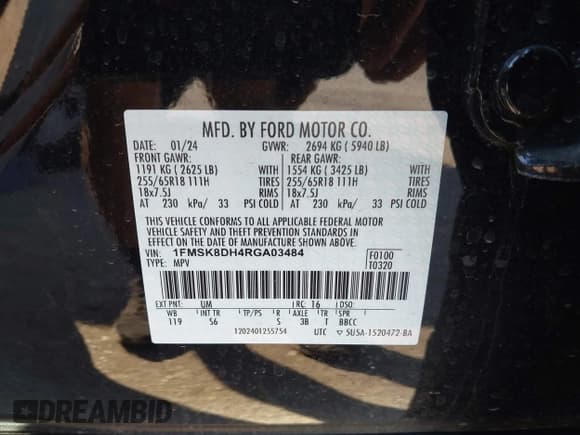 MFD. BY FORD MOTOR CO.
DATE: 01/24 GVWR: 2694 KG ( 5940 LB)
FRONT GAWR: REAR GAWR:
1191 KG ( 2625 LB) WITH 1554 KG ( 3425 LB) WITH
255/65R18 111H TIRES 255/65R18 111H TIRES
18x7.5J RIMS 18x7.5J RIMS
AT 230 kPa/ 33 PSI COLD AT 230 kPa/ 33 PSI COLD
THIS VEHICLE CONFORMS TO ALL APPLICABLE FEDERAL MOTOR
VEHICLE SAFETY AND THEFT PREVENTION STANDARDS IN
EFFECT ON THE DATE OF MANUFACTURE SHOWN ABOVE.
VIN: 1FMSK8DH4RGA03484 F0100
TYPE: MPV T0320
EXT PNT: UM RC: 16 DSO:
WB INT TR TP/PS R AXLE TR SPR
119 S6 S 3B T BBCC
1202401255754 UTC ▽ 5U5A-1520472-BA
DREAMBID